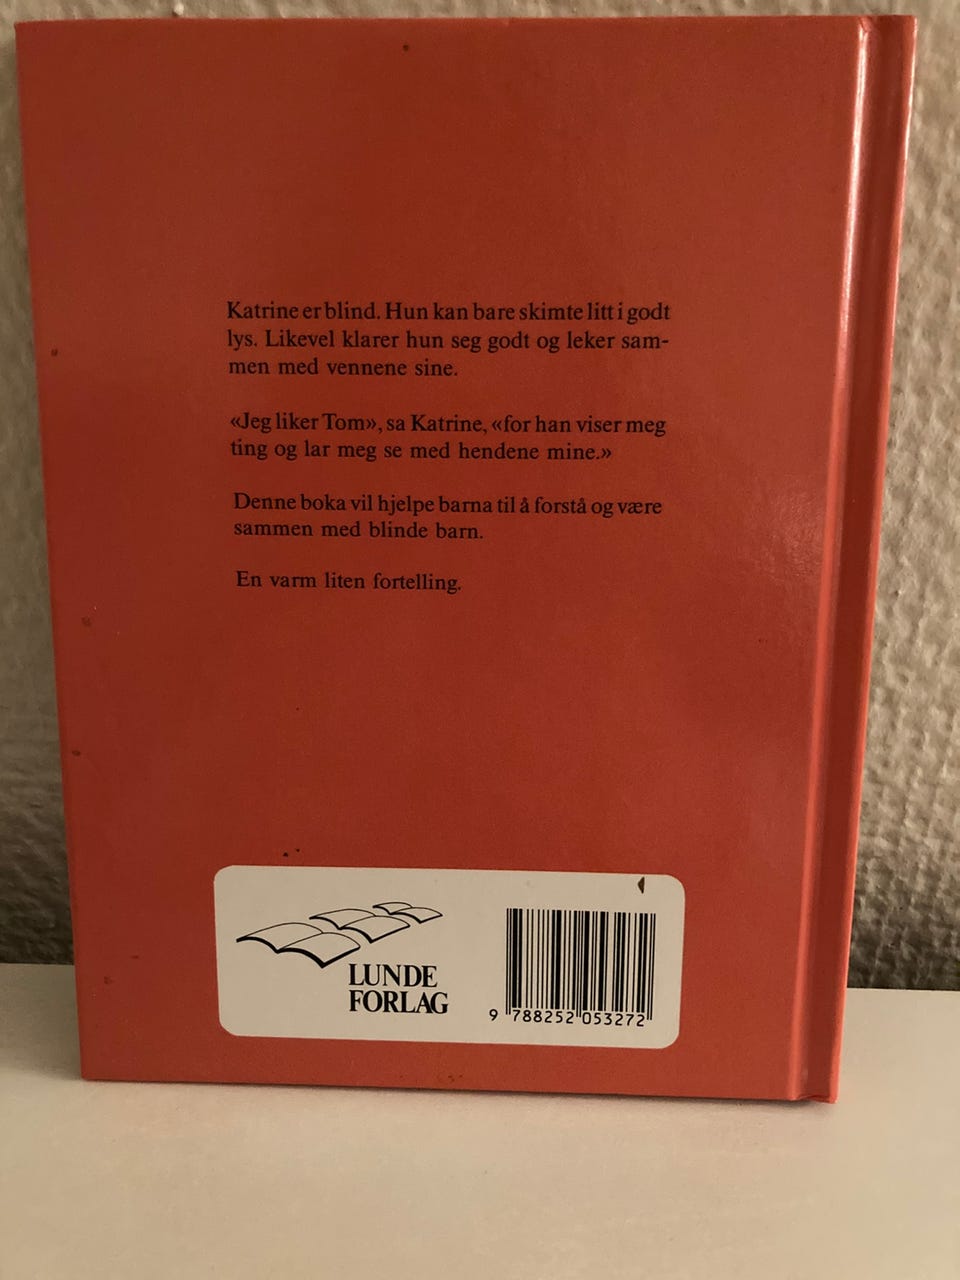 Katrine er blind. Hun kan bare skimte litt i godt
lys. Likevel klarer hun seg godt og leker sam-
men med vennene sine.
«Jeg liker Tom», sa Katrine, «for han viser meg
ting og lar meg se med hendene mine.»
Denne boka vil hjelpe barna til å forstå og være
sammen med blinde barn.
En varm liten fortelling.
LUNDE
FORLAG
9 788252 053272